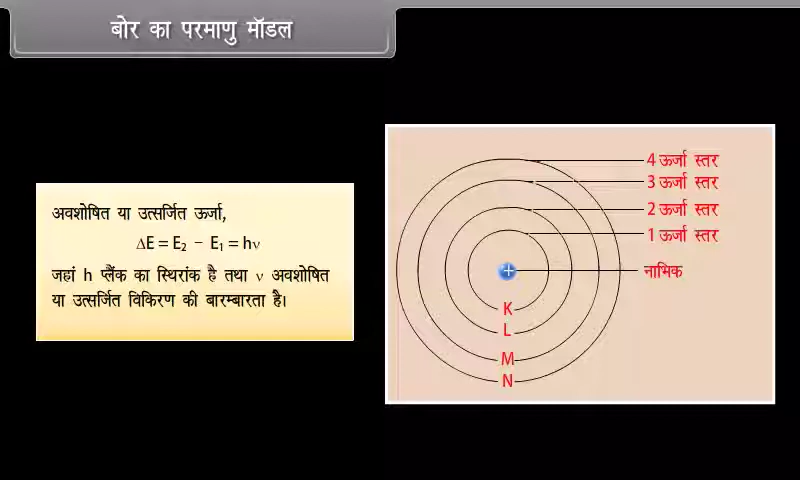 बोर का परमाणु मॉडल
अवशोषित या उत्सर्जित ऊर्जा,
∆E = E₂ − E₁ = hν
जहां h प्लैंक का स्थिरांक है तथा ν अवशोषित
या उत्सर्जित विकिरण की बारम्बारता है।
4 ऊर्जा स्तर
3 ऊर्जा स्तर
2 ऊर्जा स्तर
1 ऊर्जा स्तर
+
नाभिक
K
L
M
N